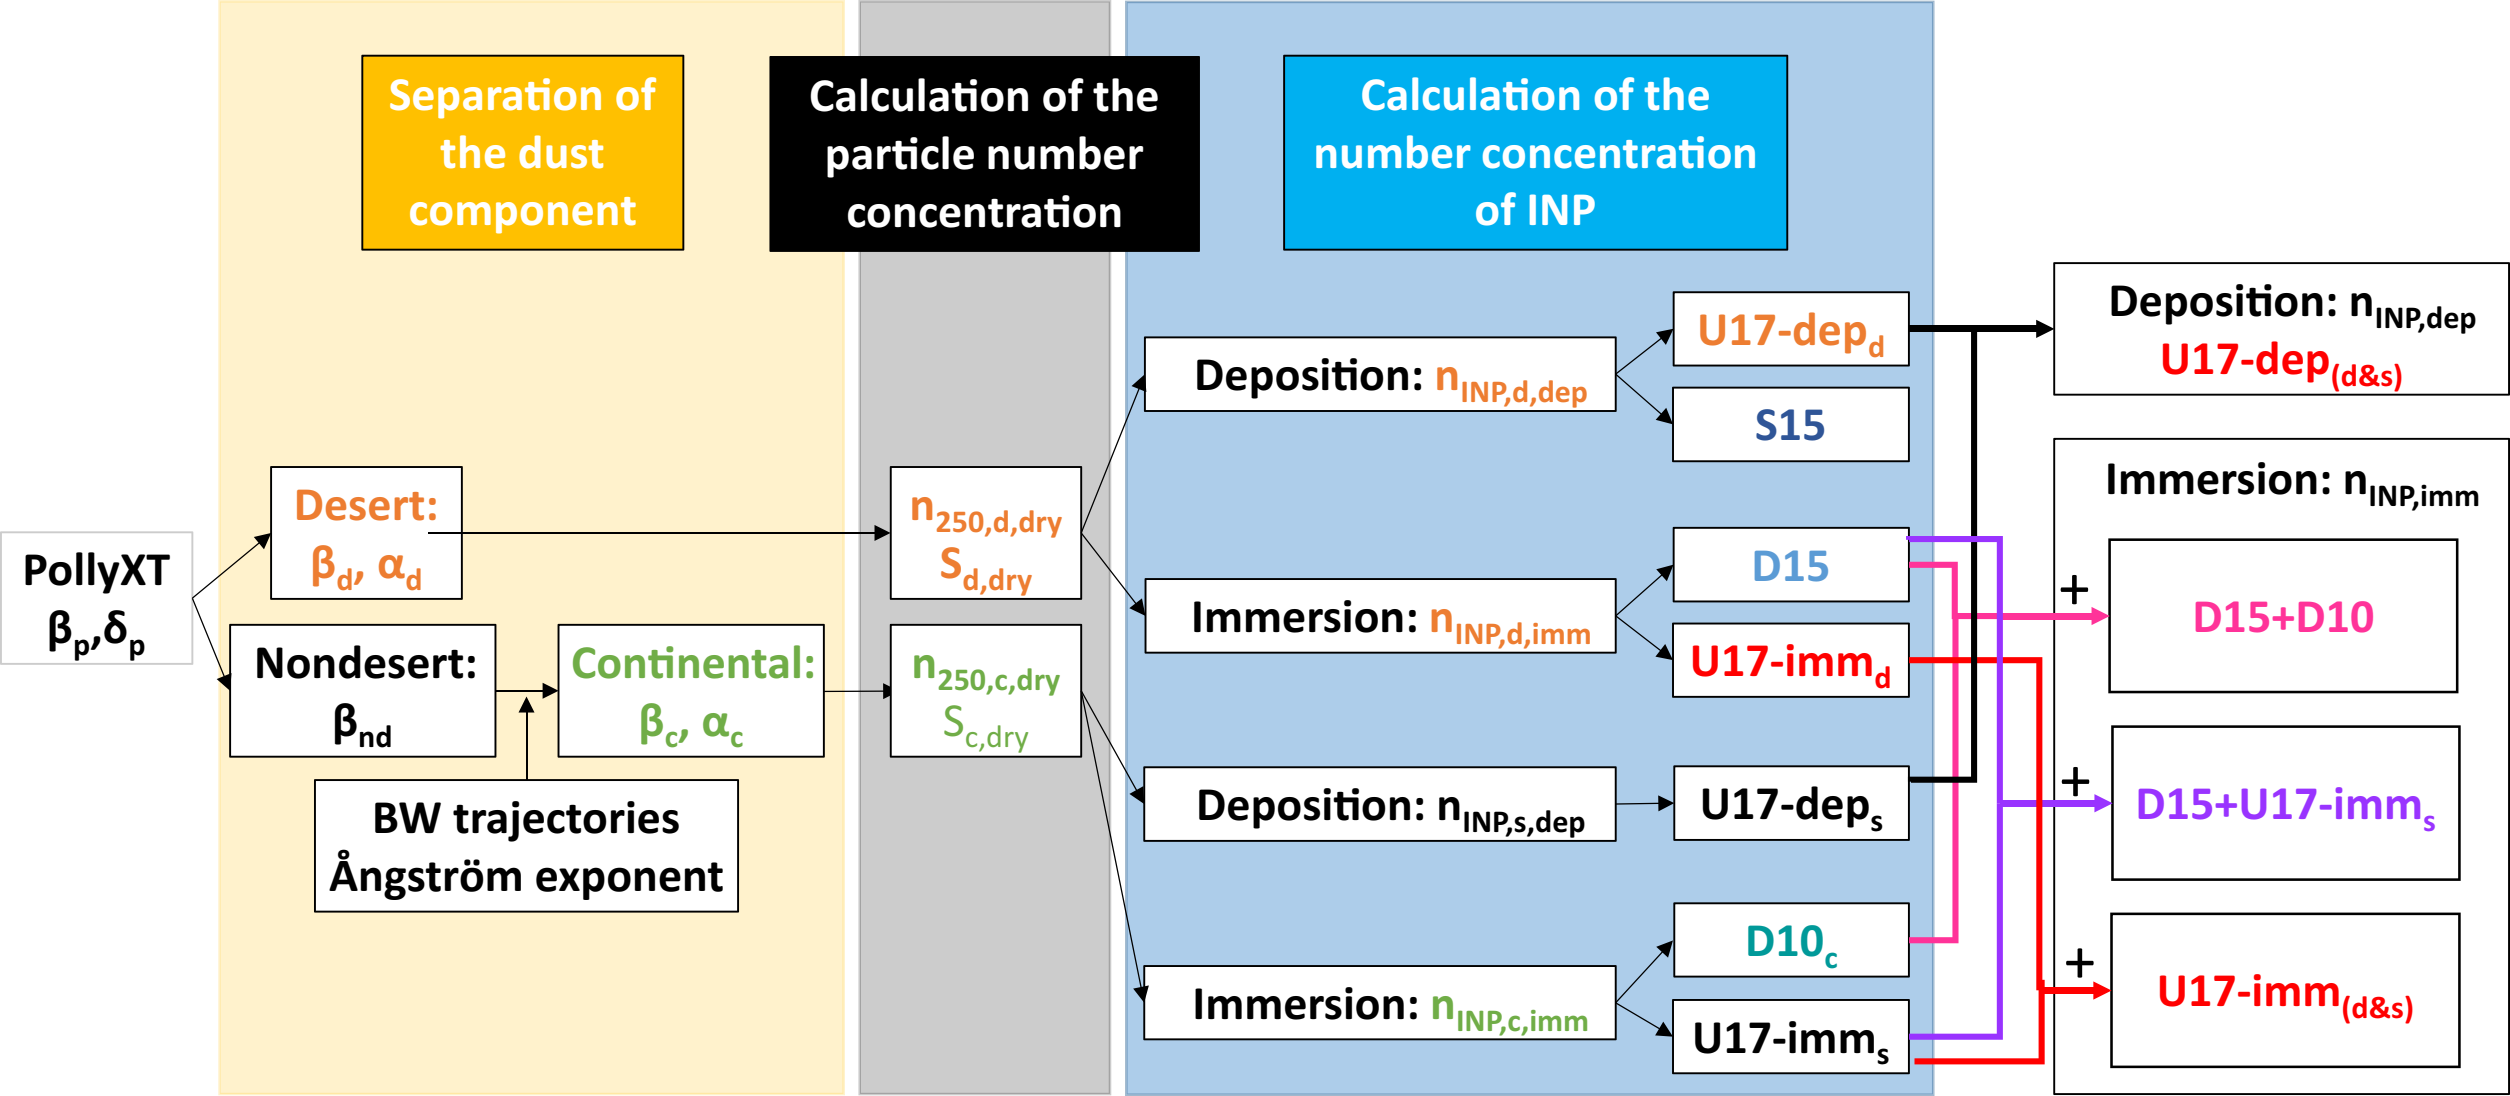 Separation of
the dust
component
Calculation of the
particle number
concentration
Calculation of the
number concentration
of INP
PollyXT
βp,δp
Desert:
βd, αd
Nondesert:
βnd
Continental:
βc, αc
BW trajectories
Ångström exponent
n250,d,dry
Sd,dry
n250,c,dry
Sc,dry
Deposition: nINP,d,dep
Immersion: nINP,d,imm
Deposition: nINP,s,dep
Immersion: nINP,c,imm
U17-depd
S15
D15
U17-immd
U17-deps
D10c
U17-imms
Deposition: nINP,dep
U17-dep(d&s)
Immersion: nINP,imm
+
D15+D10
+
D15+U17-imms
+
U17-imm(d&s)